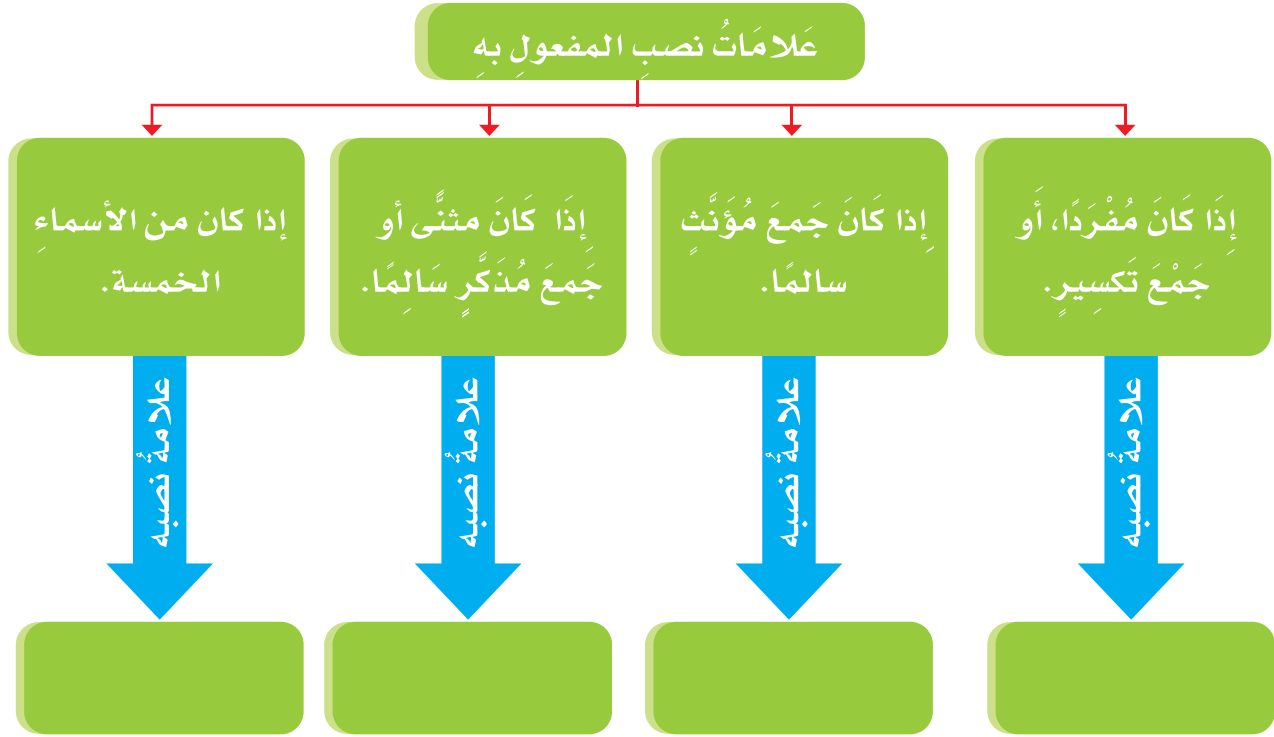 عَلامَاتُ نصبِ المفعولِ بهِ
إِذَا كَانَ مُفْرَدًا، أَو
جَمْعَ تَكسِيرٍ.
إِذا كَانَ جَمعَ مُؤَنَّثٍ
سالمًا.
إِذَا كَانَ مثنًّى أو
جَمعَ مُذَكَّرٍ سَالِمًا.
إذا كان من الأسماءِ
الخمسة.
علامةُ نصبه
علامةُ نصبه
علامةُ نصبه
علامةُ نصبه